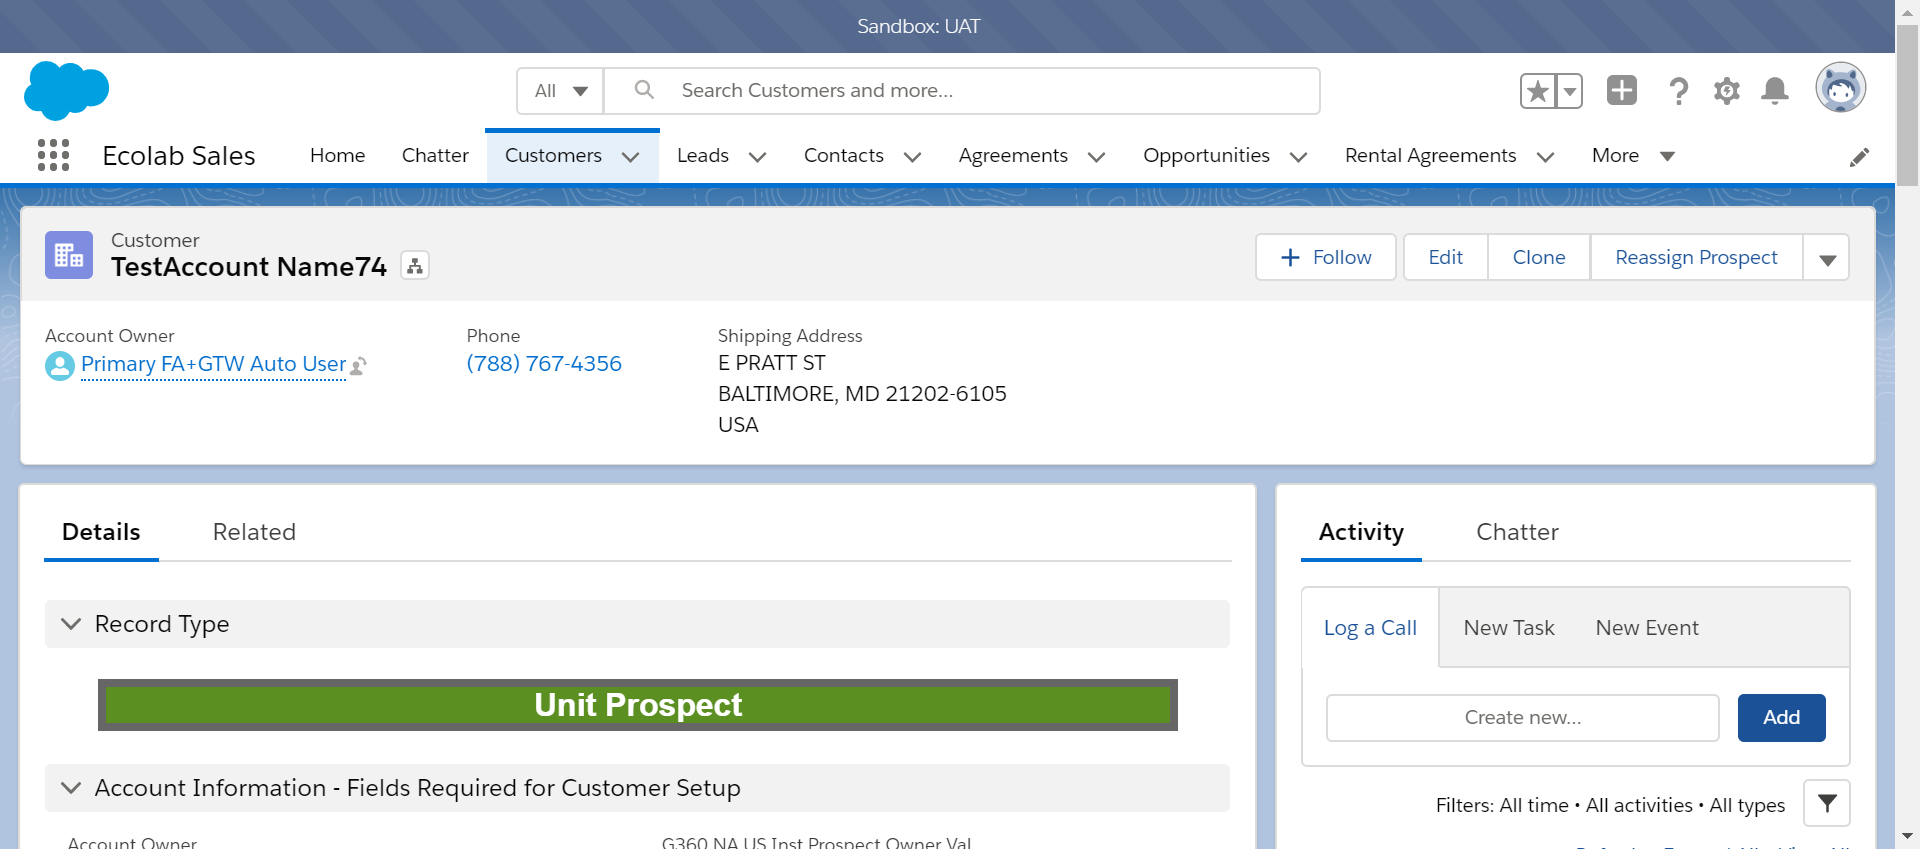 Sandbox: UAT
All
Search Customers and more...
Ecolab Sales
Home
Chatter
Customers
Leads
Contacts
Agreements
Opportunities
Rental Agreements
More
Customer
TestAccount Name74
Follow
Edit
Clone
Reassign Prospect
Account Owner
Primary FA+GTW Auto User
Phone
(788) 767-4356
Shipping Address
E PRATT ST
BALTIMORE, MD 21202-6105
USA
Details
Related
Record Type
Unit Prospect
Account Information - Fields Required for Customer Setup
Account Owner
G360 NA US Inst Prospect Owner Val
Activity
Chatter
Log a Call
New Task
New Event
Create new...
Add
Filters: All time • All activities • All types